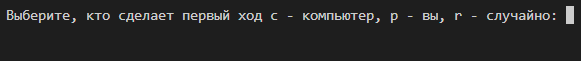 Выберите, кто сделает первый ход c - компьютер, p - вы, r - случайно: